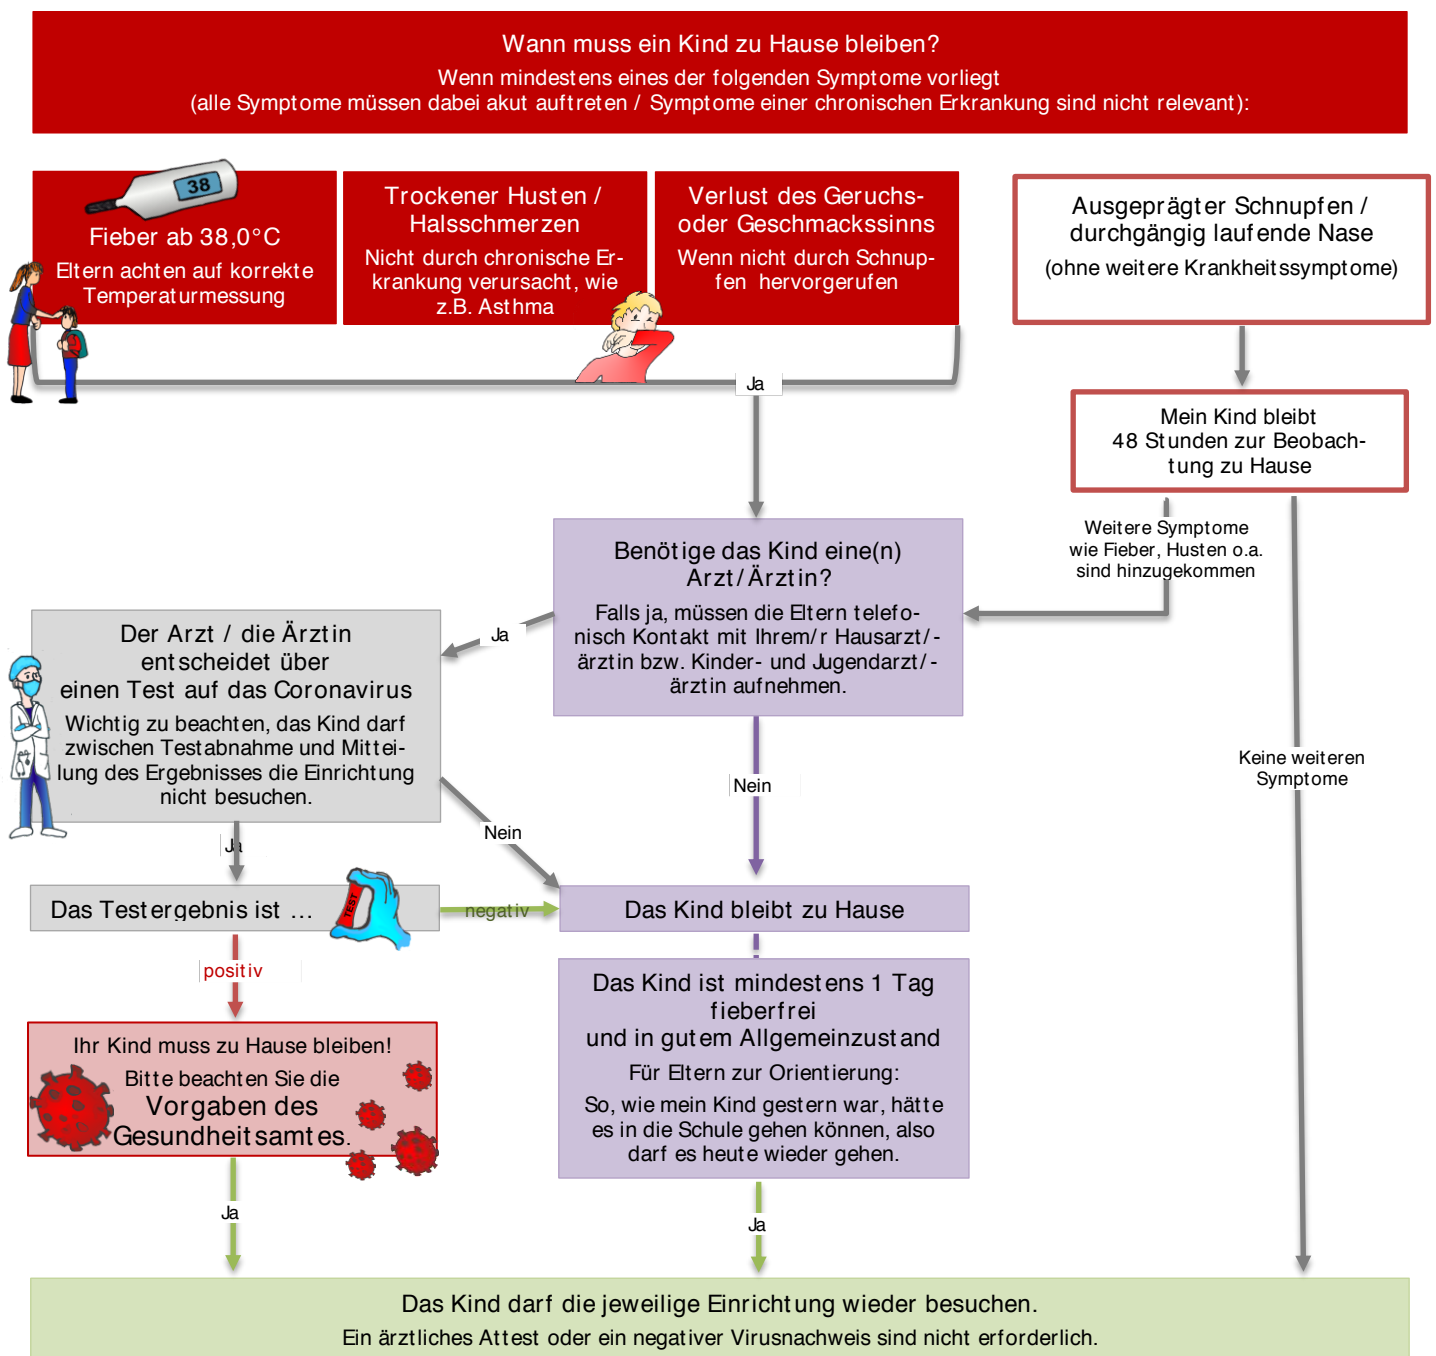 Wann muss ein Kind zu Hause bleiben?
Wenn mindestens eines der folgenden Symptome vorliegt
(alle Symptome müssen dabei akut auftreten / Symptome einer chronischen Erkrankung sind nicht relevant):
38
Fieber ab 38,0°C
Eltern achten auf korrekte
Temperaturmessung
Trockener Husten /
Halsschmerzen
Nicht durch chronische Er-
krankung verursacht, wie
z.B. Asthma
Verlust des Geruchs-
oder Geschmackssinns
Wenn nicht durch Schnup-
fen hervorgerufen
Ausgeprägter Schnupfen /
durchgängig laufende Nase
(ohne weitere Krankheitssymptome)
Ja
Mein Kind bleibt
48 Stunden zur Beobach-
tung zu Hause
Weitere Symptome
wie Fieber, Husten o.a.
sind hinzugekommen
Benötige das Kind eine(n)
Arzt/Ärztin?
Falls ja, müssen die Eltern telefo-
nisch Kontakt mit Ihrem/r Hausarzt/-
ärztin bzw. Kinder- und Jugendarzt/-
ärztin aufnehmen.
Ja
Der Arzt / die Ärztin
entscheidet über
einen Test auf das Coronavirus
Wichtig zu beachten, das Kind darf
zwischen Testabnahme und Mittei-
lung des Ergebnisses die Einrichtung
nicht besuchen.
Nein
Keine weiteren
Symptome
Nein
Ja
Das Testergebnis ist ...
TEST
negativ
Das Kind bleibt zu Hause
positiv
Das Kind ist mindestens 1 Tag
fieberfrei
und in gutem Allgemeinzustand
Für Eltern zur Orientierung:
So, wie mein Kind gestern war, hätte
es in die Schule gehen können, also
darf es heute wieder gehen.
Ihr Kind muss zu Hause bleiben!
Bitte beachten Sie die
Vorgaben des
Gesundheitsamtes.
Ja
Ja
Das Kind darf die jeweilige Einrichtung wieder besuchen.
Ein ärztliches Attest oder ein negativer Virusnachweis sind nicht erforderlich.